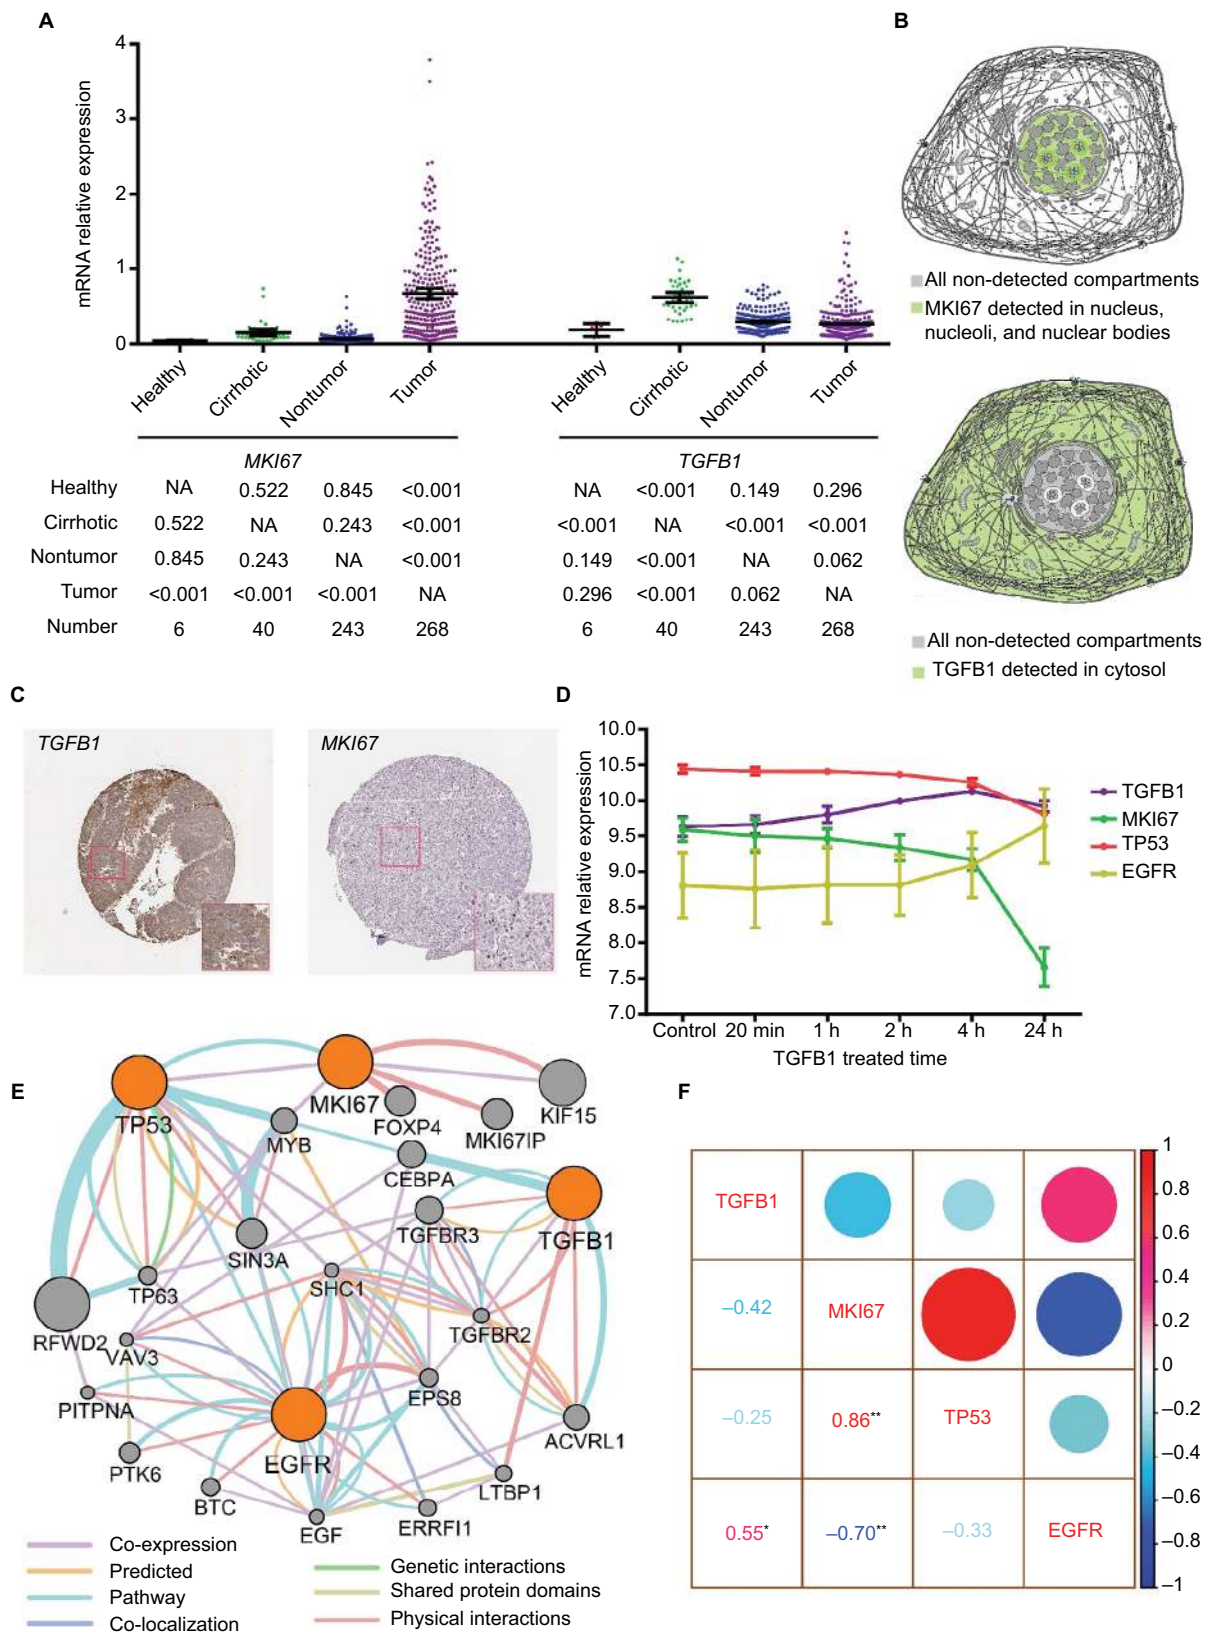 A
B
4
3
2
1
0
mRNA relative expression
Healthy
Cirrhotic
Nontumor
Tumor
Healthy
Cirrhotic
Nontumor
Tumor
MKI67
TGFB1
Healthy NA 0.522 0.845 <0.001 NA <0.001 0.149 0.296
Cirrhotic 0.522 NA 0.243 <0.001 <0.001 NA <0.001 <0.001
Nontumor 0.845 0.243 NA <0.001 0.149 <0.001 NA 0.062
Tumor <0.001 <0.001 <0.001 NA 0.296 <0.001 0.062 NA
Number 6 40 243 268 6 40 243 268
All non-detected compartments
MKI67 detected in nucleus,
nucleoli, and nuclear bodies
All non-detected compartments
TGFB1 detected in cytosol
C
TGFB1
MKI67
D
10.0
10.5
10.0
9.5
9.0
8.5
8.0
7.5
7.0
mRNA relative expression
Control 20 min 1 h 2 h 4 h 24 h
TGFB1 treated time
TGFB1
MKI67
TP53
EGFR
E
TP53
MKI67
KIF15
FOXP4
MKI67IP
MYB
CEBPA
TGFBR3
TGFB1
SIN3A
SHC1
TP63
RFWD2
VAV3
TGFBR2
PITPNA
EPS8
ACVRL1
EGFR
PTK6
BTC
EGF
ERRFI1
LTBP1
Co-expression
Predicted
Pathway
Co-localization
Genetic interactions
Shared protein domains
Physical interactions
F
TGFB1
–0.42 MKI67
–0.25 0.86** TP53
0.55* –0.70** –0.33 EGFR
1
0.8
0.6
0.4
0.2
0
–0.2
–0.4
–0.6
–0.8
–1